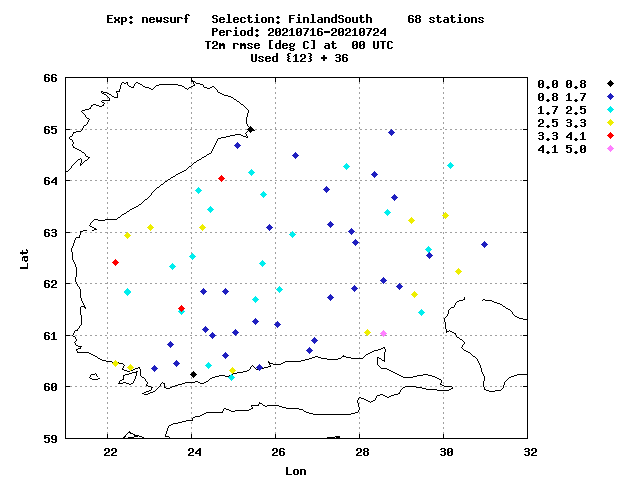 Exp: newsurf Selection: FinlandSouth 68 stations
Period: 20210716-20210724
T2m rmse [deg C] at 00 UTC
Used {12} + 36
0.0 0.8
0.8 1.7
1.7 2.5
2.5 3.3
3.3 4.1
4.1 5.0
66
65
64
63
62
61
60
59
Lat
22 24 26 28 30 32
Lon